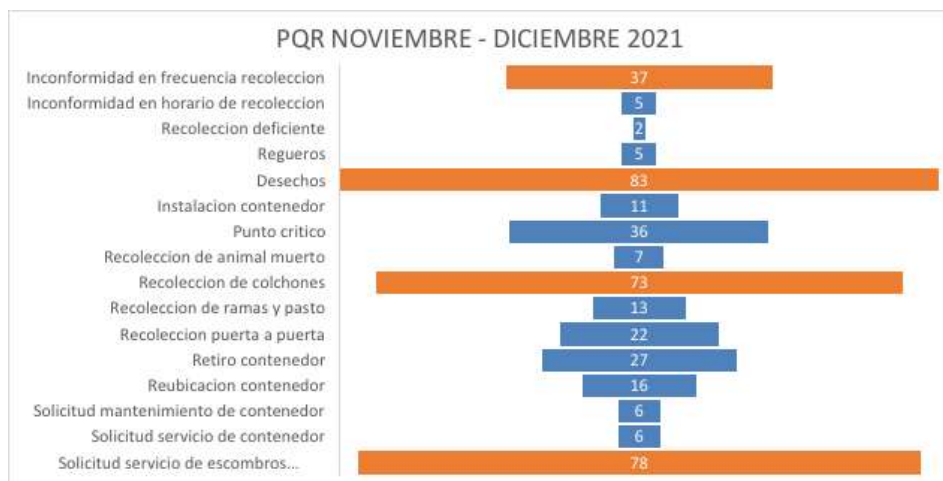 PQR NOVIEMBRE - DICIEMBRE 2021
Inconformidad en frecuencia recoleccion 37
Inconformidad en horario de recoleccion 5
Recoleccion deficiente 2
Regueros 5
Desechos 83
Instalacion contenedor 11
Punto critico 36
Recoleccion de animal muerto 7
Recoleccion de colchones 73
Recoleccion de ramas y pasto 13
Recoleccion puerta a puerta 22
Retiro contenedor 27
Reubicacion contenedor 16
Solicitud mantenimiento de contenedor 6
Solicitud servicio de contenedor 6
Solicitud servicio de escombros... 78